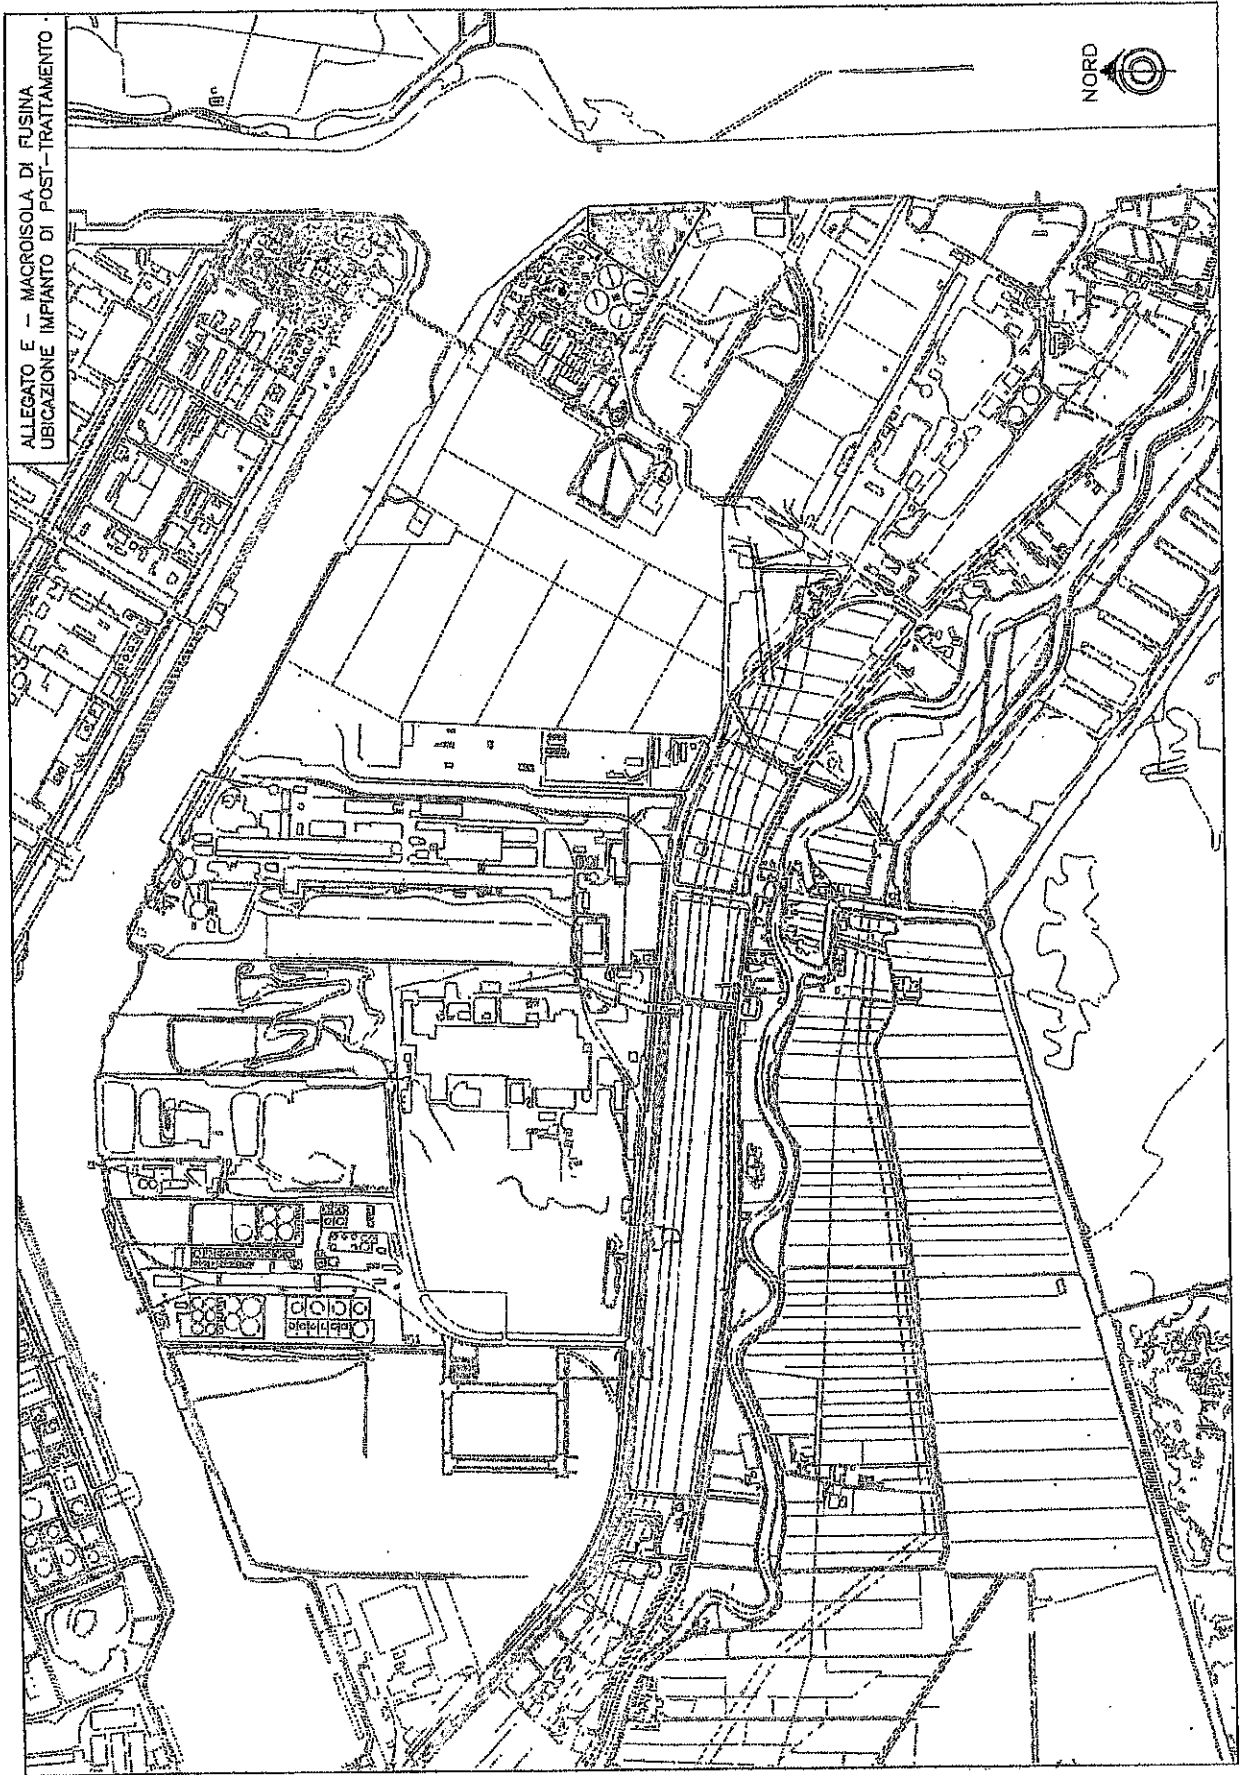 ALLEGATO E - MACROISOLA DI FUSINA
UBICAZIONE IMPIANTO DI POST-TRATTAMENTO.
NORD